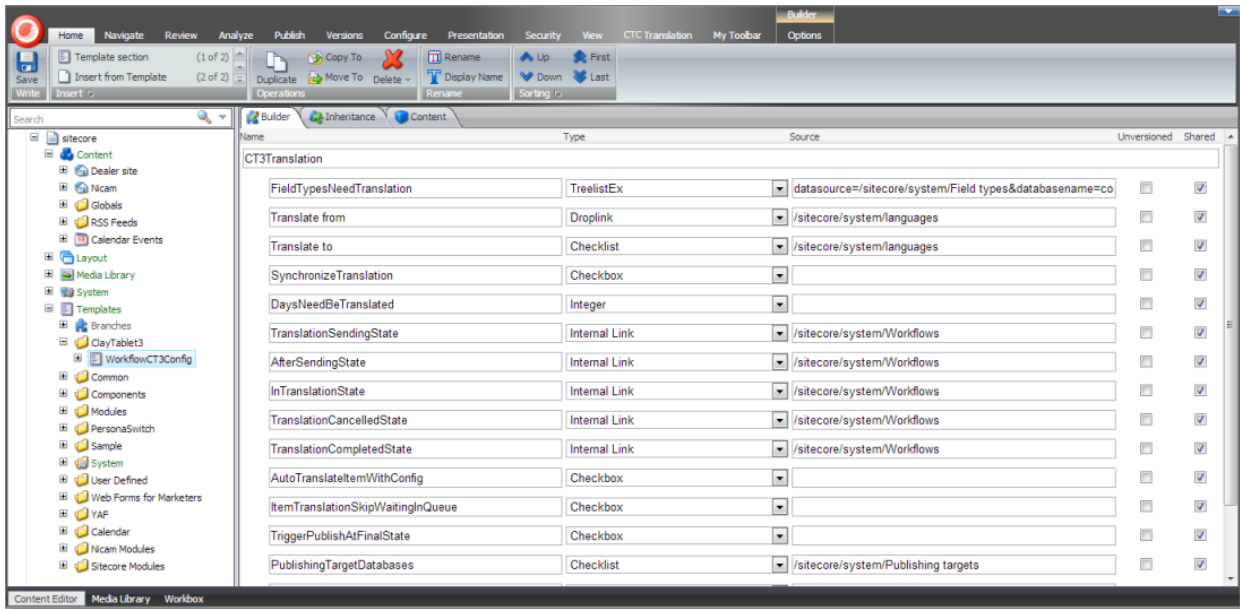 Builder
Home Navigate Review Analyze Publish Versions Configure Presentation Security View CTC Translation My Toolbar Options
Save
Write
Template section (1 of 2)
Insert from Template (2 of 2)
Insert
Duplicate
Copy To
Move To
Delete
Operations
Rename
Display Name
Rename
Up First
Down Last
Sorting
Search
sitecore
Content
Dealer site
Nicam
Globals
RSS Feeds
Calendar Events
Layout
Media Library
System
Templates
Branches
ClayTablet3
WorkflowCT3Config
Common
Components
Modules
PersonaSwitch
Sample
System
User Defined
Web Forms for Marketers
YAF
Calendar
Nicam Modules
Sitecore Modules
Builder Inheritance Content
Name Type Source Unversioned Shared
CT3Translation
FieldTypesNeedTranslation TreelistEx datasource=/sitecore/system/Field types&databasename=co
Translate from Droplink /sitecore/system/languages
Translate to Checklist /sitecore/system/languages
SynchronizeTranslation Checkbox
DaysNeedBeTranslated Integer
TranslationSendingState Internal Link /sitecore/system/Workflows
AfterSendingState Internal Link /sitecore/system/Workflows
InTranslationState Internal Link /sitecore/system/Workflows
TranslationCancelledState Internal Link /sitecore/system/Workflows
TranslationCompletedState Internal Link /sitecore/system/Workflows
AutoTranslateItemWithConfig Checkbox
ItemTranslationSkipWaitingInQueue Checkbox
TriggerPublishAtFinalState Checkbox
PublishingTargetDatabases Checklist /sitecore/system/Publishing targets
Content Editor Media Library Workbox